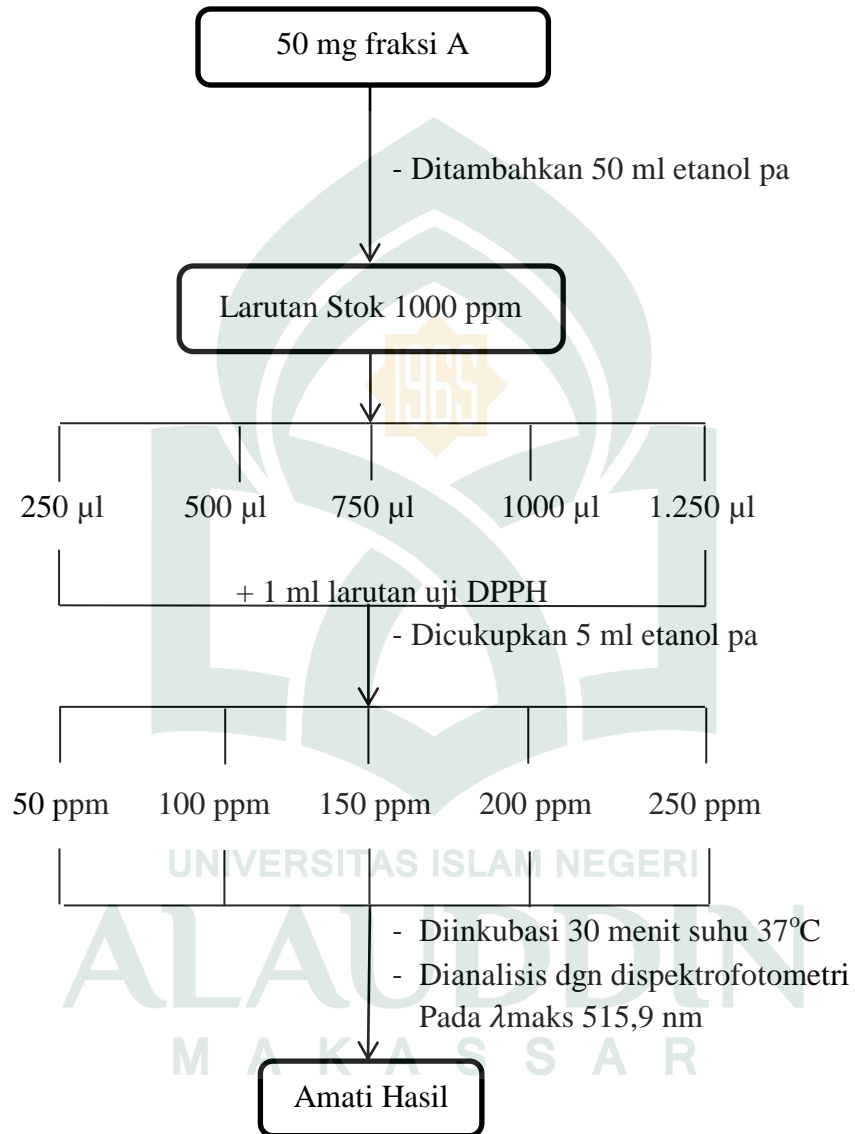 50 mg fraksi A
- Ditambahkan 50 ml etanol pa
Larutan Stok 1000 ppm
1965
250 µl 500 µl 750 µl 1000 µl 1.250 µl
+ 1 ml larutan uji DPPH
- Dicukupkan 5 ml etanol pa
50 ppm 100 ppm 150 ppm 200 ppm 250 ppm
UNIVERSITAS ISLAM NEGERI
ALAUDDIN
- Diinkubasi 30 menit suhu 37°C
- Dianalisis dgn dispektrofotometri
Pada λmaks 515,9 nm
MAKASSAR
Amati Hasil